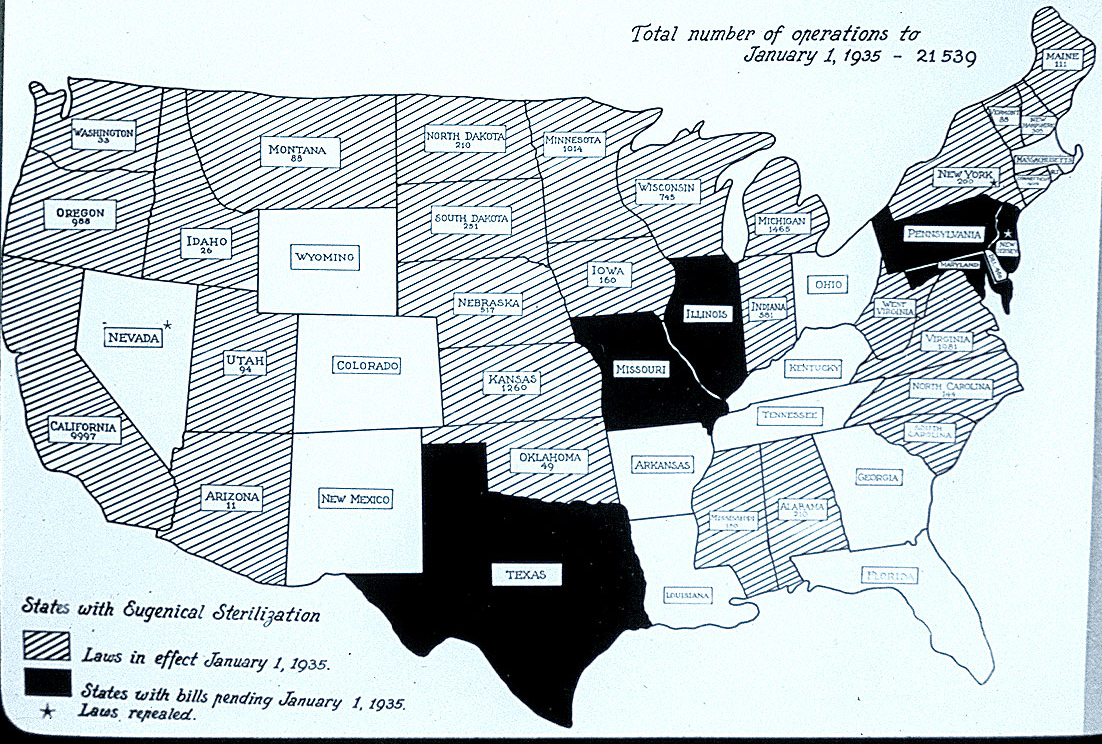 Total number of operations to
January 1, 1935 - 21539
MAINE
111
VERMONT
88
NEW
HAMPSHIRE
MASSACHUSETTS
NEW YORK
WASHINGTON
33
MONTANA
88
NORTH DAKOTA
210
MINNESOTA
1014
WISCONSIN
745
MICHIGAN
1465
OREGON
988
IDAHO
26
WYOMING
SOUTH DAKOTA
251
IOWA
160
NEBRASKA
517
ILLINOIS
INDIANA
581
OHIO
PENNSYLVANIA
NEW
JERSEY
MARYLAND
WEST
VIRGINIA
VIRGINIA
NEVADA
UTAH
94
COLORADO
KANSAS
1260
MISSOURI
KENTUCKY
TENNESSEE
NORTH CAROLINA
SOUTH
CAROLINA
CALIFORNIA
9997
ARIZONA
11
NEW MEXICO
OKLAHOMA
49
ARKANSAS
MISSISSIPPI
ALABAMA
GEORGIA
TEXAS
LOUISIANA
FLORIDA
States with Eugenical Sterilization
Laws in effect January 1, 1935.
States with bills pending January 1, 1935.
Laws repealed.